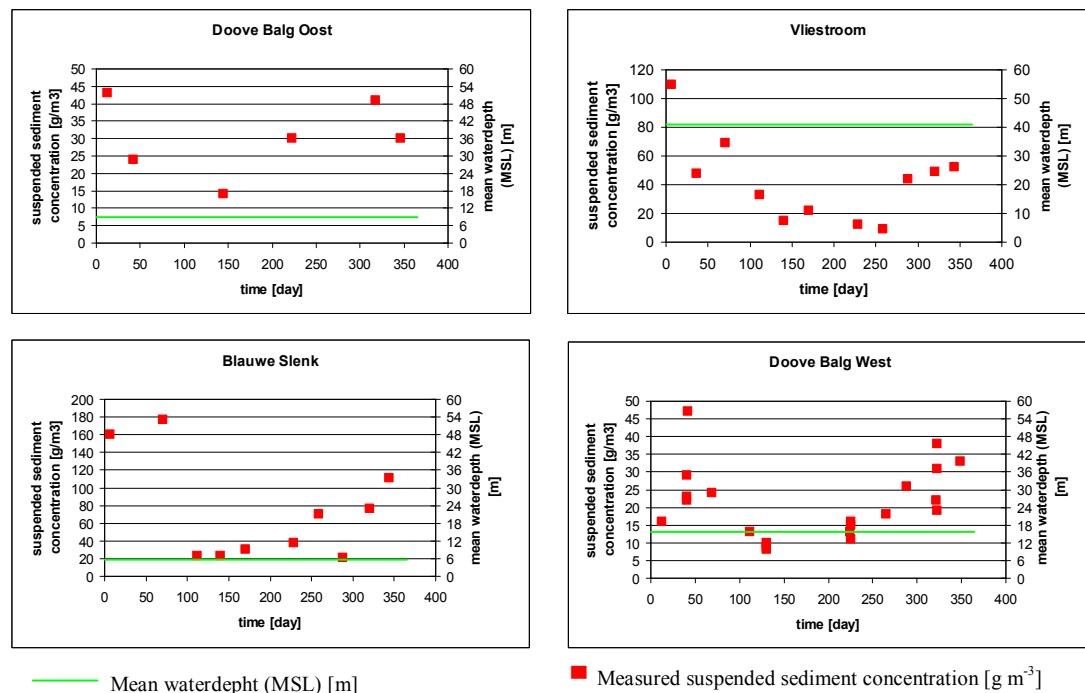 Doove Balg Oost
suspended sediment
concentration [g/m3]
50
45
40
35
30
25
20
15
10
5
0
60
54
48
42
36
30
24
18
12
6
0
mean waterdepth
(MSL) [m]
0 50 100 150 200 250 300 350 400
time [day]
Vliestroom
suspended sediment
concentration [g/m3]
120
100
80
60
40
20
0
60
50
40
30
20
10
0
mean waterdepth
(MSL) [m]
0 50 100 150 200 250 300 350 400
time [day]
Blauwe Slenk
suspended sediment
concentration [g/m3]
200
180
160
140
120
100
80
60
40
20
0
60
54
48
42
36
30
24
18
12
6
0
mean waterdepth (MSL)
[m]
0 50 100 150 200 250 300 350 400
time [day]
Doove Balg West
suspended sediment
concentration [g/m3]
50
45
40
35
30
25
20
15
10
5
0
60
54
48
42
36
30
24
18
12
6
0
mean waterdepth (MSL)
[m]
0 50 100 150 200 250 300 350 400
time [day]
Mean waterdepht (MSL) [m]
Measured suspended sediment concentration [g m⁻³]